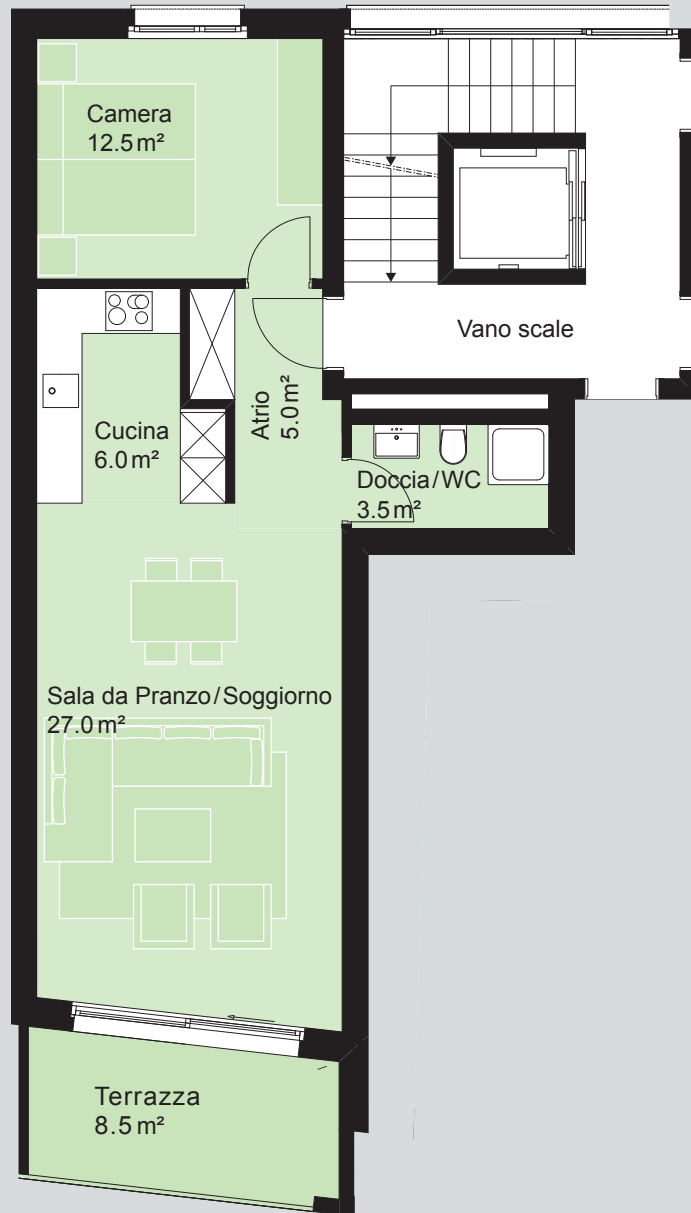 Camera
12.5 m²
Vano scale
Atrio
5.0 m²
Cucina
6.0 m²
Doccia/WC
3.5 m²
Sala da Pranzo/Soggiorno
27.0 m²
Terrazza
8.5 m²